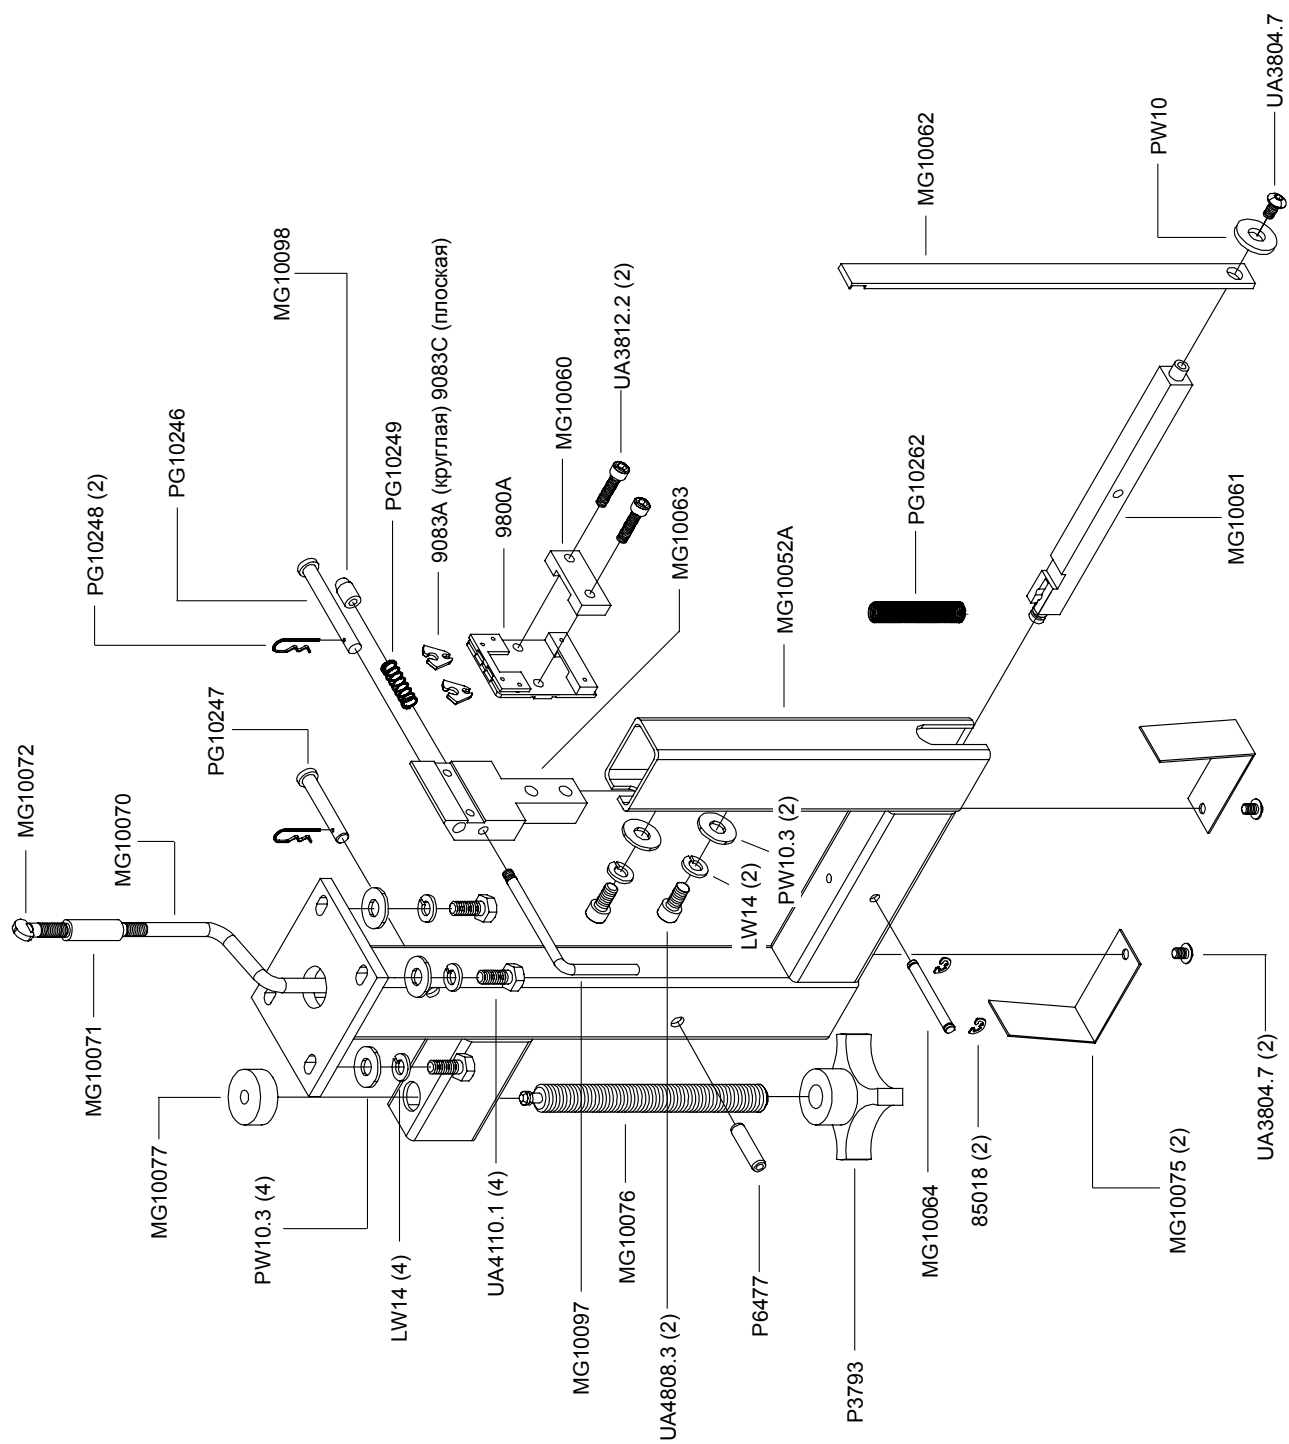 MG10072
MG10070
MG10071
MG10077
PW10.3 (4)
LW14 (4)
UA4110.1 (4)
MG10097
MG10076
UA4808.3 (2)
P6477
P3793
PG10248 (2)
PG10246
MG10098
PG10247
PG10249
9083A (круглая) 9083C (плоская)
9800A
MG10060
UA3812.2 (2)
MG10063
MG10052A
LW14 (2)
PW10.3 (2)
PG10262
MG10062
PW10
UA3804.7
MG10061
MG10064
85018 (2)
MG10075 (2)
UA3804.7 (2)